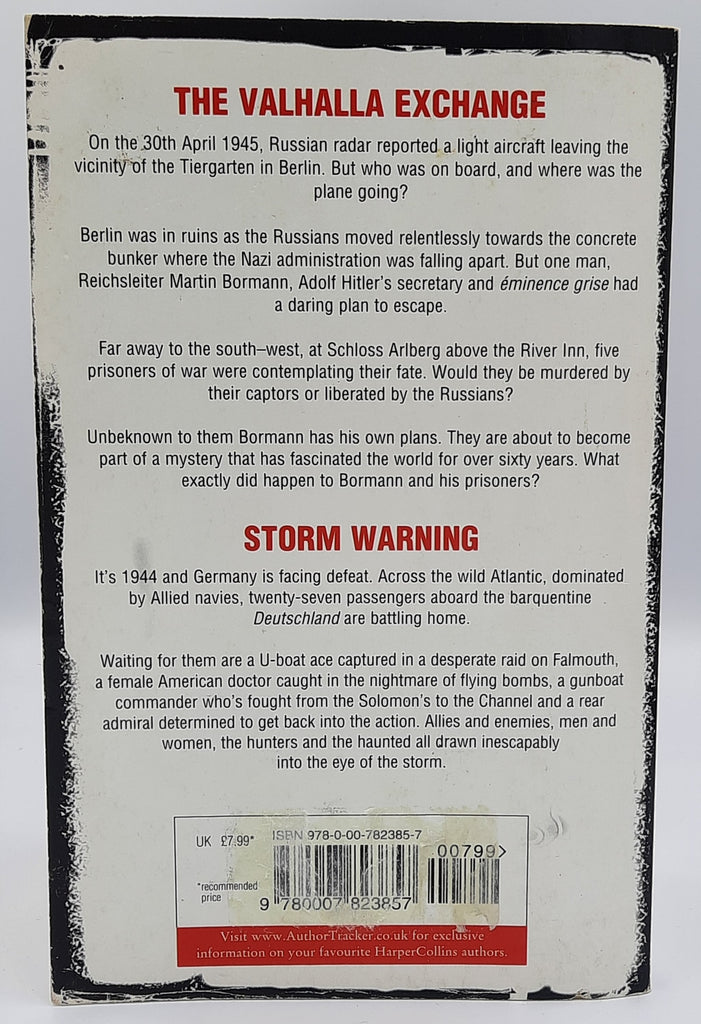 THE VALHALLA EXCHANGE
On the 30th April 1945, Russian radar reported a light aircraft leaving the
vicinity of the Tiergarten in Berlin. But who was on board, and where was the
plane going?
Berlin was in ruins as the Russians moved relentlessly towards the concrete
bunker where the Nazi administration was falling apart. But one man,
Reichsleiter Martin Bormann, Adolf Hitler's secretary and éminence grise had
a daring plan to escape.
Far away to the south–west, at Schloss Arlberg above the River Inn, five
prisoners of war were contemplating their fate. Would they be murdered by
their captors or liberated by the Russians?
Unbeknown to them Bormann has his own plans. They are about to become
part of a mystery that has fascinated the world for over sixty years. What
exactly did happen to Bormann and his prisoners?
STORM WARNING
It's 1944 and Germany is facing defeat. Across the wild Atlantic, dominated
by Allied navies, twenty-seven passengers aboard the barquentine
Deutschland are battling home.
Waiting for them are a U-boat ace captured in a desperate raid on Falmouth,
a female American doctor caught in the nightmare of flying bombs, a gunboat
commander who's fought from the Solomon's to the Channel and a rear
admiral determined to get back into the action. Allies and enemies, men and
women, the hunters and the haunted all drawn inescapably
into the eye of the storm.
UK £7.99*
*recommended
price
ISBN 978-0-00-782385-7
00799>
9 780007 823857
Visit www.AuthorTracker.co.uk for exclusive
information on your favourite HarperCollins authors.